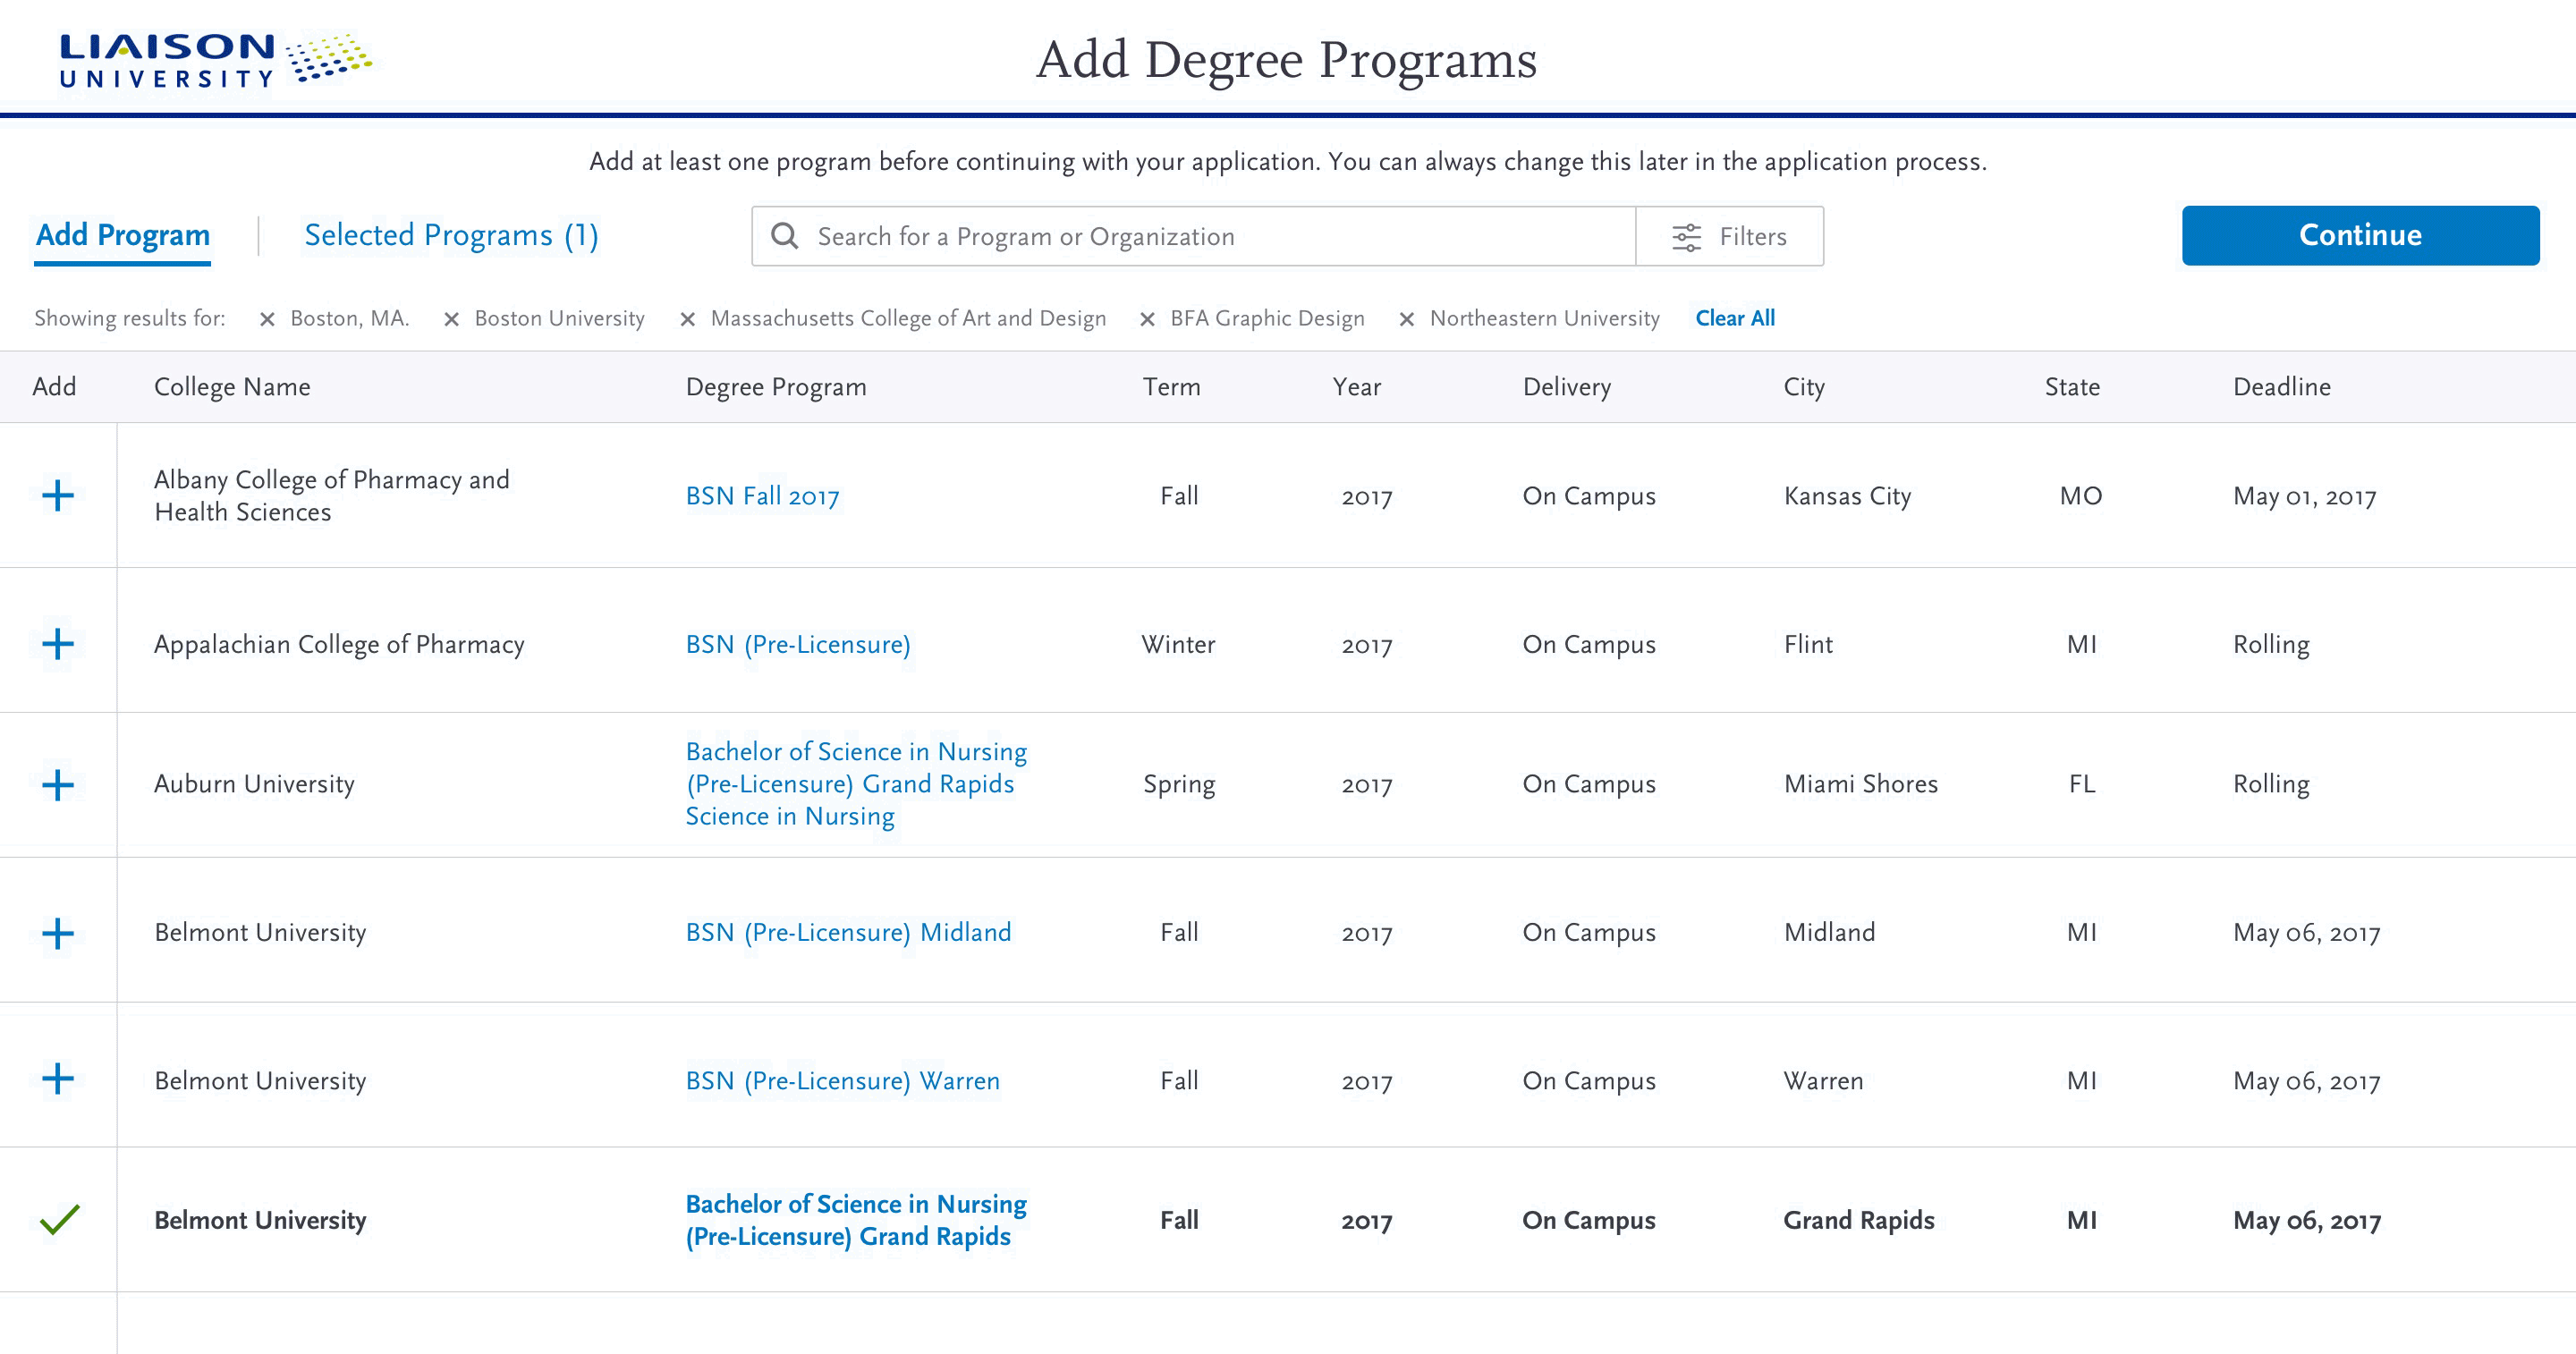 LIAISON
UNIVERSITY
Add Degree Programs
Add at least one program before continuing with your application. You can always change this later in the application process.
Add Program
Selected Programs (1)
Search for a Program or Organization
Filters
Continue
Showing results for: Boston, MA. Boston University Massachusetts College of Art and Design BFA Graphic Design Northeastern University Clear All
Add College Name Degree Program Term Year Delivery City State Deadline
Albany College of Pharmacy and
Health Sciences
BSN Fall 2017 Fall 2017 On Campus Kansas City MO May 01, 2017
Appalachian College of Pharmacy BSN (Pre-Licensure) Winter 2017 On Campus Flint MI Rolling
Auburn University
Bachelor of Science in Nursing
(Pre-Licensure) Grand Rapids
Science in Nursing
Spring 2017 On Campus Miami Shores FL Rolling
Belmont University BSN (Pre-Licensure) Midland Fall 2017 On Campus Midland MI May 06, 2017
Belmont University BSN (Pre-Licensure) Warren Fall 2017 On Campus Warren MI May 06, 2017
Belmont University
Bachelor of Science in Nursing
(Pre-Licensure) Grand Rapids
Fall 2017 On Campus Grand Rapids MI May 06, 2017